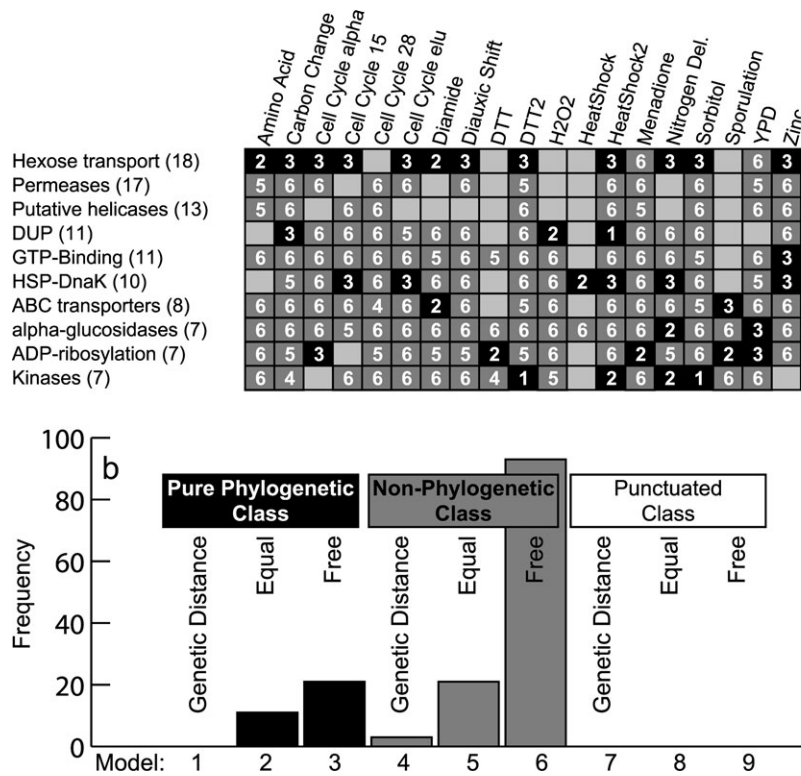 Amino Acid
Carbon Change
Cell Cycle alpha
Cell Cycle 15
Cell Cycle 28
Cell Cycle elu
Diamide
Diauxic Shift
DTT
DTT2
H2O2
HeatShock
HeatShock2
Menadione
Nitrogen Del.
Sorbitol
Sporulation
YPD
Zinc
Hexose transport (18) 2 3 3 3 3 2 3 3 3 6 3 3 6 3
Permeases (17) 5 6 6 6 6 6 5 6 6 6 5 6
Putative helicases (13) 5 6 6 6 6 6 5 6 6
DUP (11) 3 6 6 6 5 6 6 6 2 1 6 6 6 6
GTP-Binding (11) 6 6 6 6 6 6 5 6 5 6 6 6 6 6 5 3
HSP-DnaK (10) 5 6 3 6 3 6 6 6 6 2 3 6 3 6 5 3
ABC transporters (8) 6 6 6 6 4 6 2 6 5 6 6 6 6 5 3 6 6
alpha-glucosidases (7) 6 6 6 5 6 6 6 6 6 6 6 6 6 6 2 6 6 3 6
ADP-ribosylation (7) 6 5 3 5 6 5 5 2 5 6 6 2 5 6 2 3 6
Kinases (7) 6 4 6 6 6 6 6 4 1 5 2 6 2 1 6 6
b
Frequency
100
80
60
40
20
0
Pure Phylogenetic
Class
Non-Phylogenetic
Class
Punctuated
Class
Genetic Distance
Equal
Free
Genetic Distance
Equal
Free
Genetic Distance
Equal
Free
Model: 1 2 3 4 5 6 7 8 9